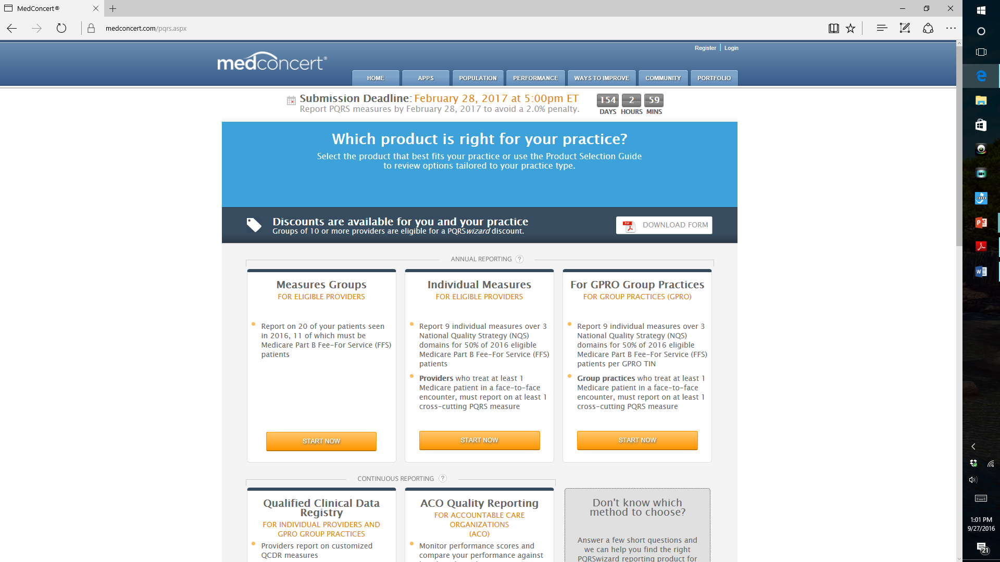 MedConcert®
medconcert.com/pqrs.aspx
Register Login
medconcert®
HOME APPS POPULATION PERFORMANCE WAYS TO IMPROVE COMMUNITY PORTFOLIO
Submission Deadline: February 28, 2017 at 5:00pm ET
Report PQRS measures by February 28, 2017 to avoid a 2.0% penalty.
154 2 59
DAYS HOURS MINS
Which product is right for your practice?
Select the product that best fits your practice or use the Product Selection Guide
to review options tailored to your practice type.
Discounts are available for you and your practice
Groups of 10 or more providers are eligible for a PQRSwizard discount.
PDF DOWNLOAD FORM
ANNUAL REPORTING ?
Measures Groups
FOR ELIGIBLE PROVIDERS
Report on 20 of your patients seen
in 2016, 11 of which must be
Medicare Part B Fee-For Service (FFS)
patients
START NOW
Individual Measures
FOR ELIGIBLE PROVIDERS
Report 9 individual measures over 3
National Quality Strategy (NQS)
domains for 50% of 2016 eligible
Medicare Part B Fee-For Service (FFS)
patients
Providers who treat at least 1
Medicare patient in a face-to-face
encounter, must report on at least 1
cross-cutting PQRS measure
START NOW
For GPRO Group Practices
FOR GROUP PRACTICES (GPRO)
Report 9 individual measures over 3
National Quality Strategy (NQS)
domains for 50% of 2016 eligible
Medicare Part B Fee-For Service (FFS)
patients per GPRO TIN
Group practices who treat at least 1
Medicare patient in a face-to-face
encounter, must report on at least 1
cross-cutting PQRS measure
START NOW
CONTINUOUS REPORTING ?
Qualified Clinical Data
Registry
FOR INDIVIDUAL PROVIDERS AND
GPRO GROUP PRACTICES
Providers report on customized
QCDR measures
ACO Quality Reporting
FOR ACCOUNTABLE CARE
ORGANIZATIONS
(ACO)
Monitor performance scores and
compare your performance against
Don't know which
method to choose?
Answer a few short questions and
we can help you find the right
PQRSwizard reporting product for
1:01 PM
9/27/2016
21